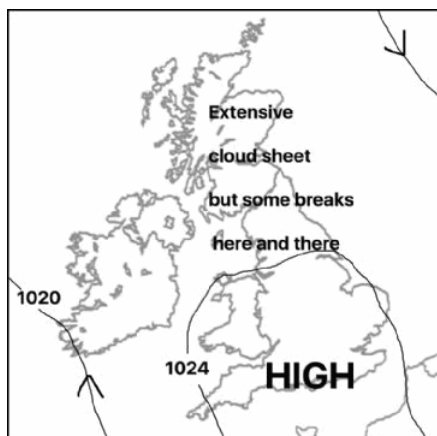 Extensive
cloud sheet
but some breaks
here and there
1020
1024
HIGH